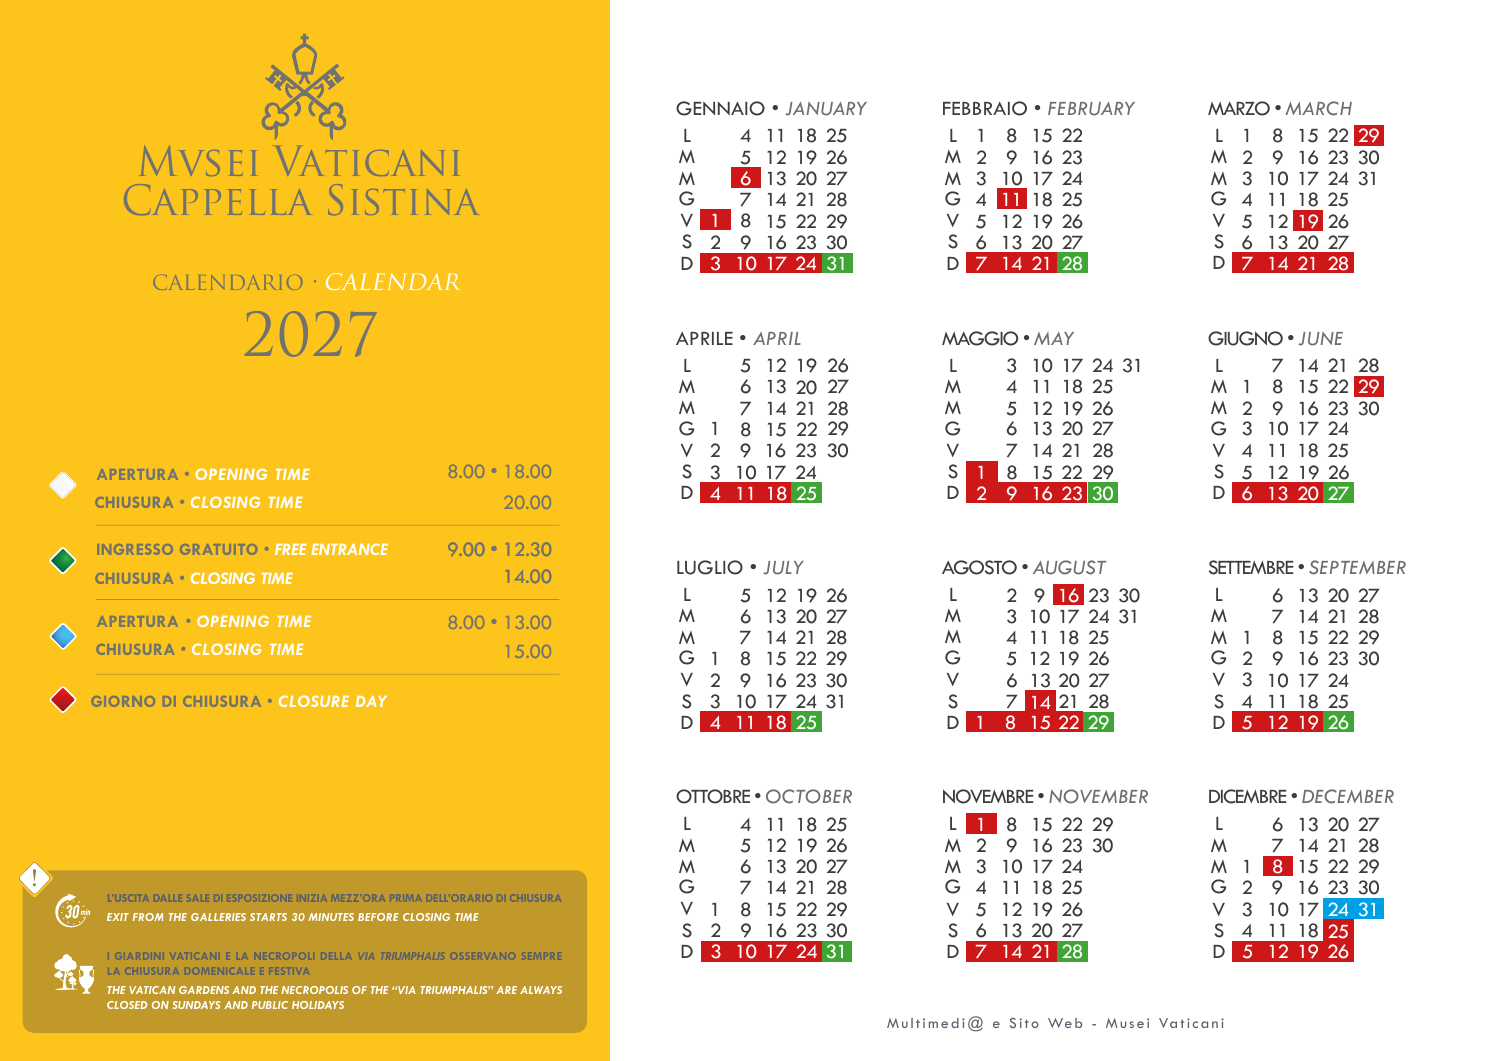 MVSEI VATICANI
CAPPELLA SISTINA
CALENDARIO · CALENDAR
2027
APERTURA • OPENING TIME 8.00 • 18.00
CHIUSURA • CLOSING TIME 20.00
INGRESSO GRATUITO • FREE ENTRANCE 9.00 • 12.30
CHIUSURA • CLOSING TIME 14.00
APERTURA • OPENING TIME 8.00 • 13.00
CHIUSURA • CLOSING TIME 15.00
GIORNO DI CHIUSURA • CLOSURE DAY
!
30 min
L'USCITA DALLE SALE DI ESPOSIZIONE INIZIA MEZZ'ORA PRIMA DELL'ORARIO DI CHIUSURA
EXIT FROM THE GALLERIES STARTS 30 MINUTES BEFORE CLOSING TIME
I GIARDINI VATICANI E LA NECROPOLI DELLA VIA TRIUMPHALIS OSSERVANO SEMPRE
LA CHIUSURA DOMENICALE E FESTIVA
THE VATICAN GARDENS AND THE NECROPOLIS OF THE “VIA TRIUMPHALIS” ARE ALWAYS
CLOSED ON SUNDAYS AND PUBLIC HOLIDAYS
GENNAIO • JANUARY
L 4 11 18 25
M 5 12 19 26
M 6 13 20 27
G 7 14 21 28
V 1 8 15 22 29
S 2 9 16 23 30
D 3 10 17 24 31
FEBBRAIO • FEBRUARY
L 1 8 15 22
M 2 9 16 23
M 3 10 17 24
G 4 11 18 25
V 5 12 19 26
S 6 13 20 27
D 7 14 21 28
MARZO • MARCH
L 1 8 15 22 29
M 2 9 16 23 30
M 3 10 17 24 31
G 4 11 18 25
V 5 12 19 26
S 6 13 20 27
D 7 14 21 28
APRILE • APRIL
L 5 12 19 26
M 6 13 20 27
M 7 14 21 28
G 1 8 15 22 29
V 2 9 16 23 30
S 3 10 17 24
D 4 11 18 25
MAGGIO • MAY
L 3 10 17 24 31
M 4 11 18 25
M 5 12 19 26
G 6 13 20 27
V 7 14 21 28
S 1 8 15 22 29
D 2 9 16 23 30
GIUGNO • JUNE
L 7 14 21 28
M 1 8 15 22 29
M 2 9 16 23 30
G 3 10 17 24
V 4 11 18 25
S 5 12 19 26
D 6 13 20 27
LUGLIO • JULY
L 5 12 19 26
M 6 13 20 27
M 7 14 21 28
G 1 8 15 22 29
V 2 9 16 23 30
S 3 10 17 24 31
D 4 11 18 25
AGOSTO • AUGUST
L 2 9 16 23 30
M 3 10 17 24 31
M 4 11 18 25
G 5 12 19 26
V 6 13 20 27
S 7 14 21 28
D 1 8 15 22 29
SETTEMBRE • SEPTEMBER
L 6 13 20 27
M 7 14 21 28
M 1 8 15 22 29
G 2 9 16 23 30
V 3 10 17 24
S 4 11 18 25
D 5 12 19 26
OTTOBRE • OCTOBER
L 4 11 18 25
M 5 12 19 26
M 6 13 20 27
G 7 14 21 28
V 1 8 15 22 29
S 2 9 16 23 30
D 3 10 17 24 31
NOVEMBRE • NOVEMBER
L 1 8 15 22 29
M 2 9 16 23 30
M 3 10 17 24
G 4 11 18 25
V 5 12 19 26
S 6 13 20 27
D 7 14 21 28
DICEMBRE • DECEMBER
L 6 13 20 27
M 7 14 21 28
M 1 8 15 22 29
G 2 9 16 23 30
V 3 10 17 24 31
S 4 11 18 25
D 5 12 19 26
Multimedi@ e Sito Web - Musei Vaticani